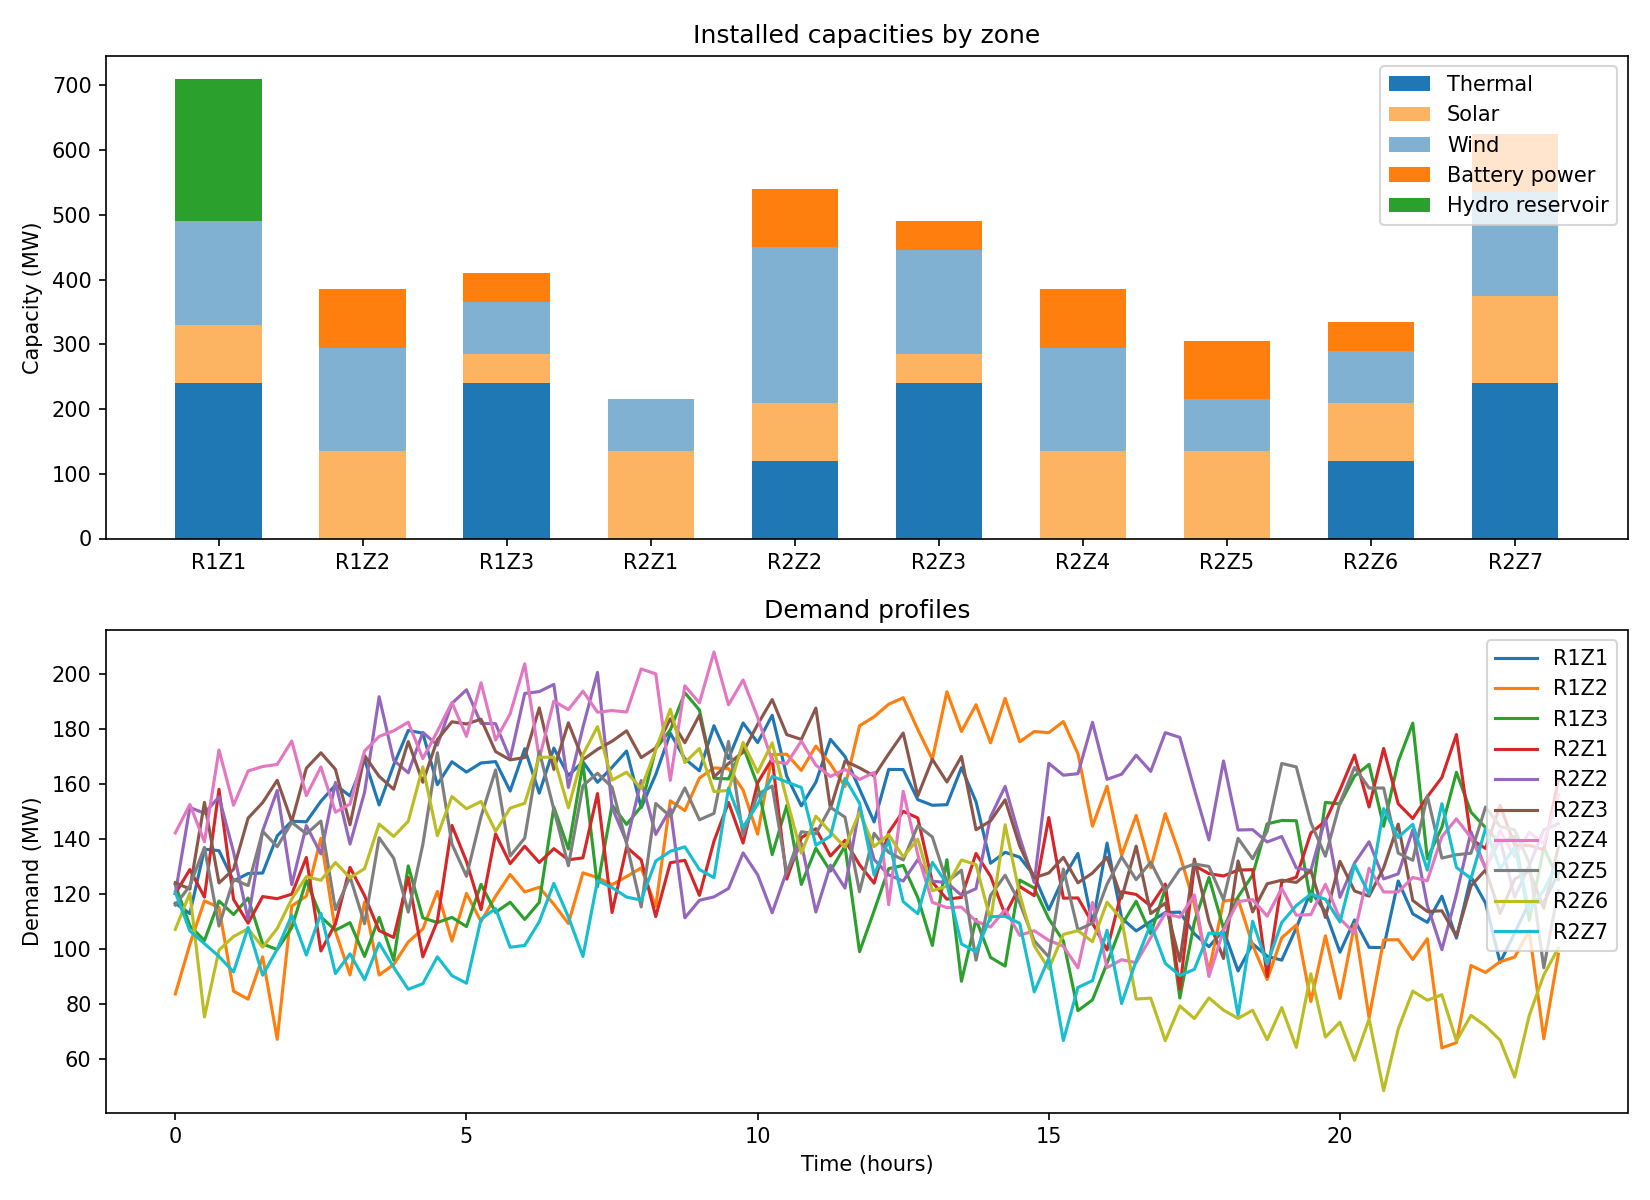 Installed capacities by zone
Capacity (MW)
700
600
500
400
300
200
100
0
Thermal
Solar
Wind
Battery power
Hydro reservoir
R1Z1 R1Z2 R1Z3 R2Z1 R2Z2 R2Z3 R2Z4 R2Z5 R2Z6 R2Z7
Demand profiles
Demand (MW)
200
180
160
140
120
100
80
60
R1Z1
R1Z2
R1Z3
R2Z1
R2Z2
R2Z3
R2Z4
R2Z5
R2Z6
R2Z7
0 5 10 15 20
Time (hours)